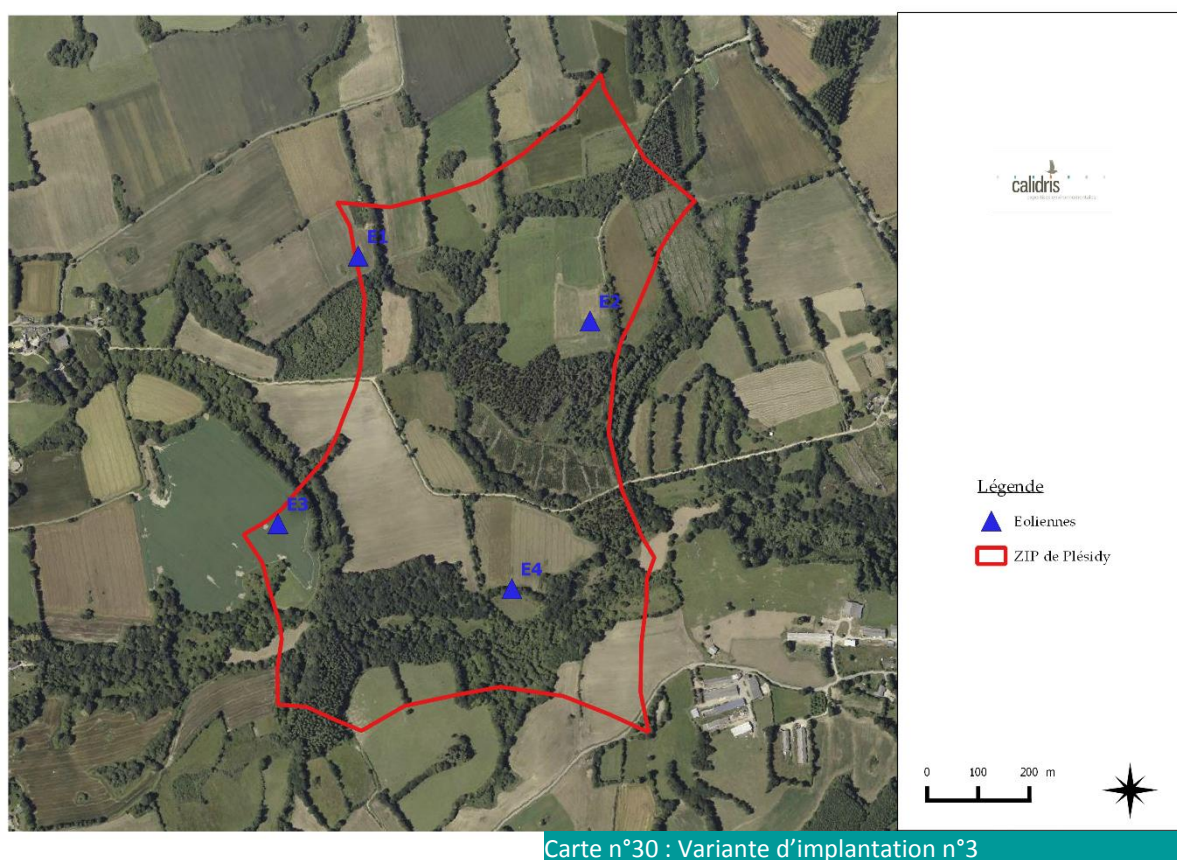 E1
E2
E3
E4
calidris
Légende
Eoliennes
ZIP de Plésidy
0 100 200 m
Carte n°30 : Variante d'implantation n°3